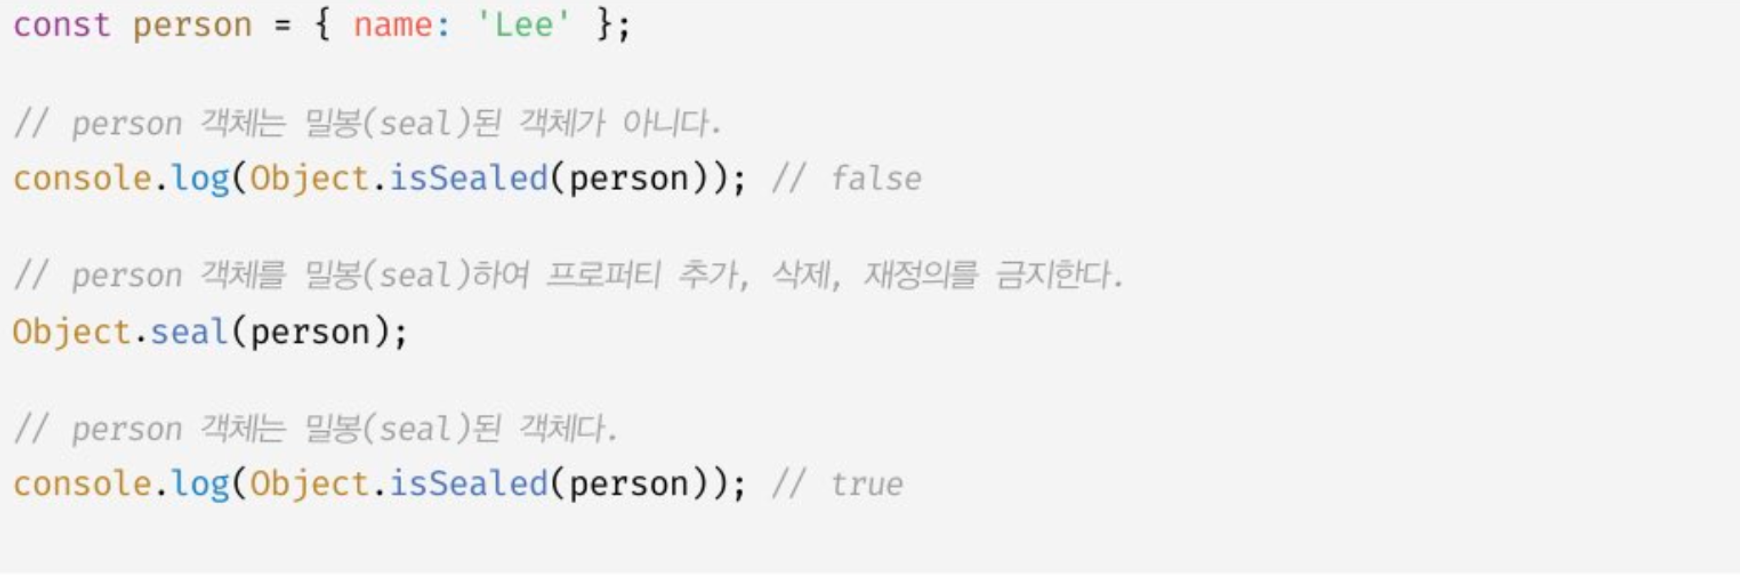 const person = { name: 'Lee' };
// person 객체는 밀봉(seal)된 객체가 아니다.
console.log(Object.isSealed(person)); // false
// person 객체를 밀봉(seal)하여 프로퍼티 추가, 삭제, 재정의를 금지한다.
Object.seal(person);
// person 객체는 밀봉(seal)된 객체다.
console.log(Object.isSealed(person)); // true